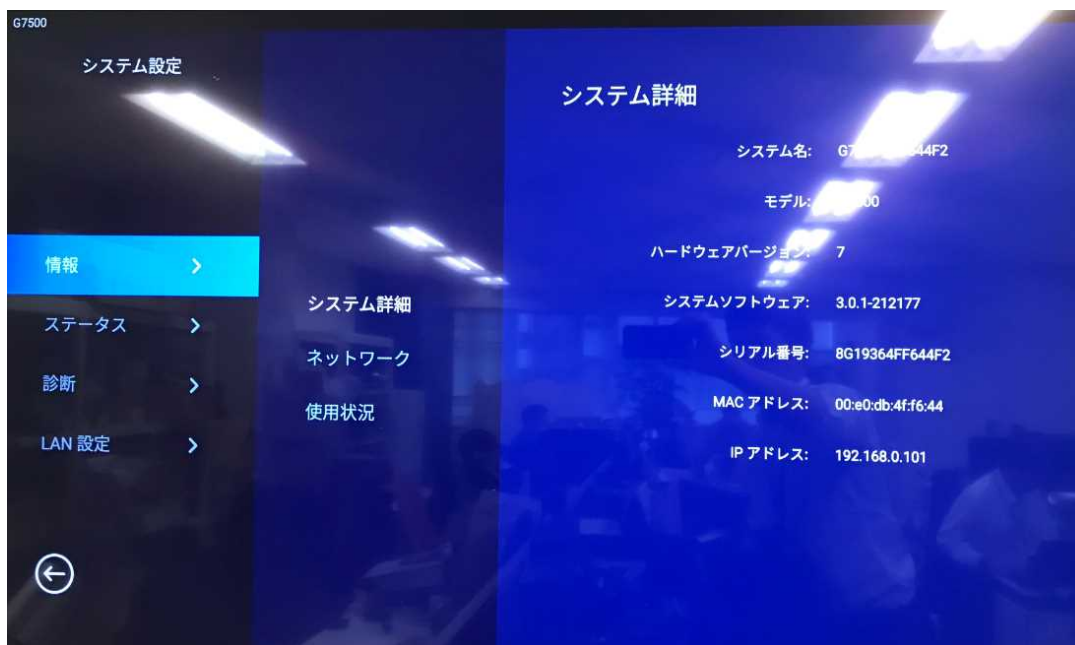 G7500
システム設定
情報
ステータス
診断
LAN 設定
システム詳細
ネットワーク
使用状況
システム詳細
システム名: 44F2
モデル:
ハードウェアバージョン: 7
システムソフトウェア: 3.0.1-212177
シリアル番号: 8G19364FF644F2
MAC アドレス: 00:e0:db:4f:f6:44
IP アドレス: 192.168.0.101